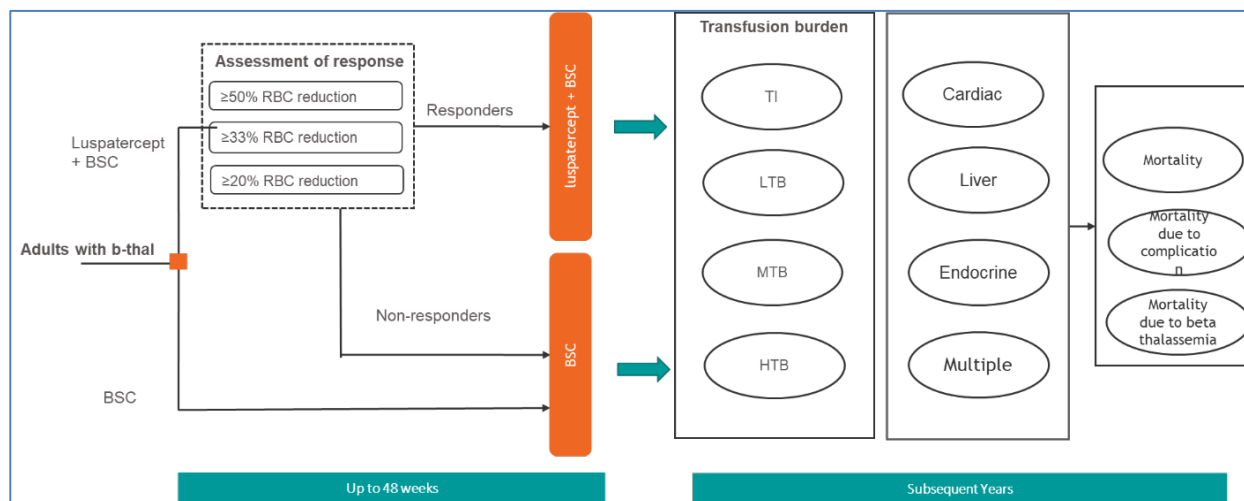 Assessment of response
≥50% RBC reduction
≥33% RBC reduction
≥20% RBC reduction
Luspatercept
+ BSC
Responders
Adults with b-thal
Non-responders
BSC
luspatercept + BSC
BSC
Transfusion burden
TI
LTB
MTB
HTB
Cardiac
Liver
Endocrine
Multiple
Mortality
Mortality
due to
complicatio
n
Mortality
due to beta
thalassemia
Up to 48 weeks
Subsequent Years